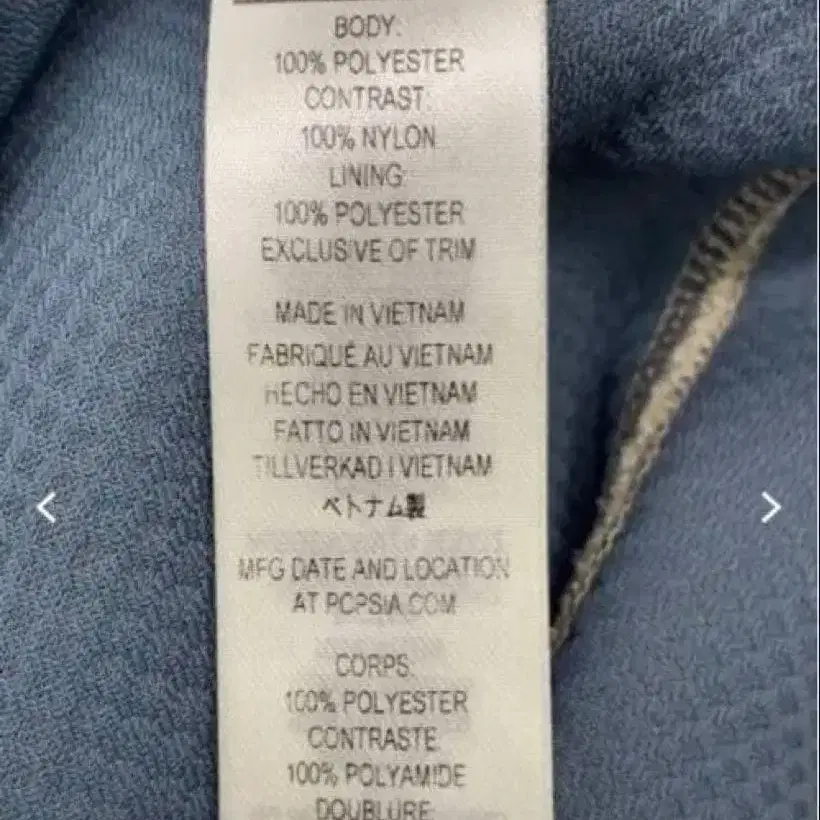 BODY:
100% POLYESTER
CONTRAST:
100% NYLON
LINING:
100% POLYESTER
EXCLUSIVE OF TRIM
MADE IN VIETNAM
FABRIQUÉ AU VIETNAM
HECHO EN VIETNAM
FATTO IN VIETNAM
TILLVERKAD I VIETNAM
ベトナム製
MFG DATE AND LOCATION
AT PCPSIA.COM
CORPS:
100% POLYESTER
CONTRASTE:
100% POLYAMIDE
DOUBLURE: